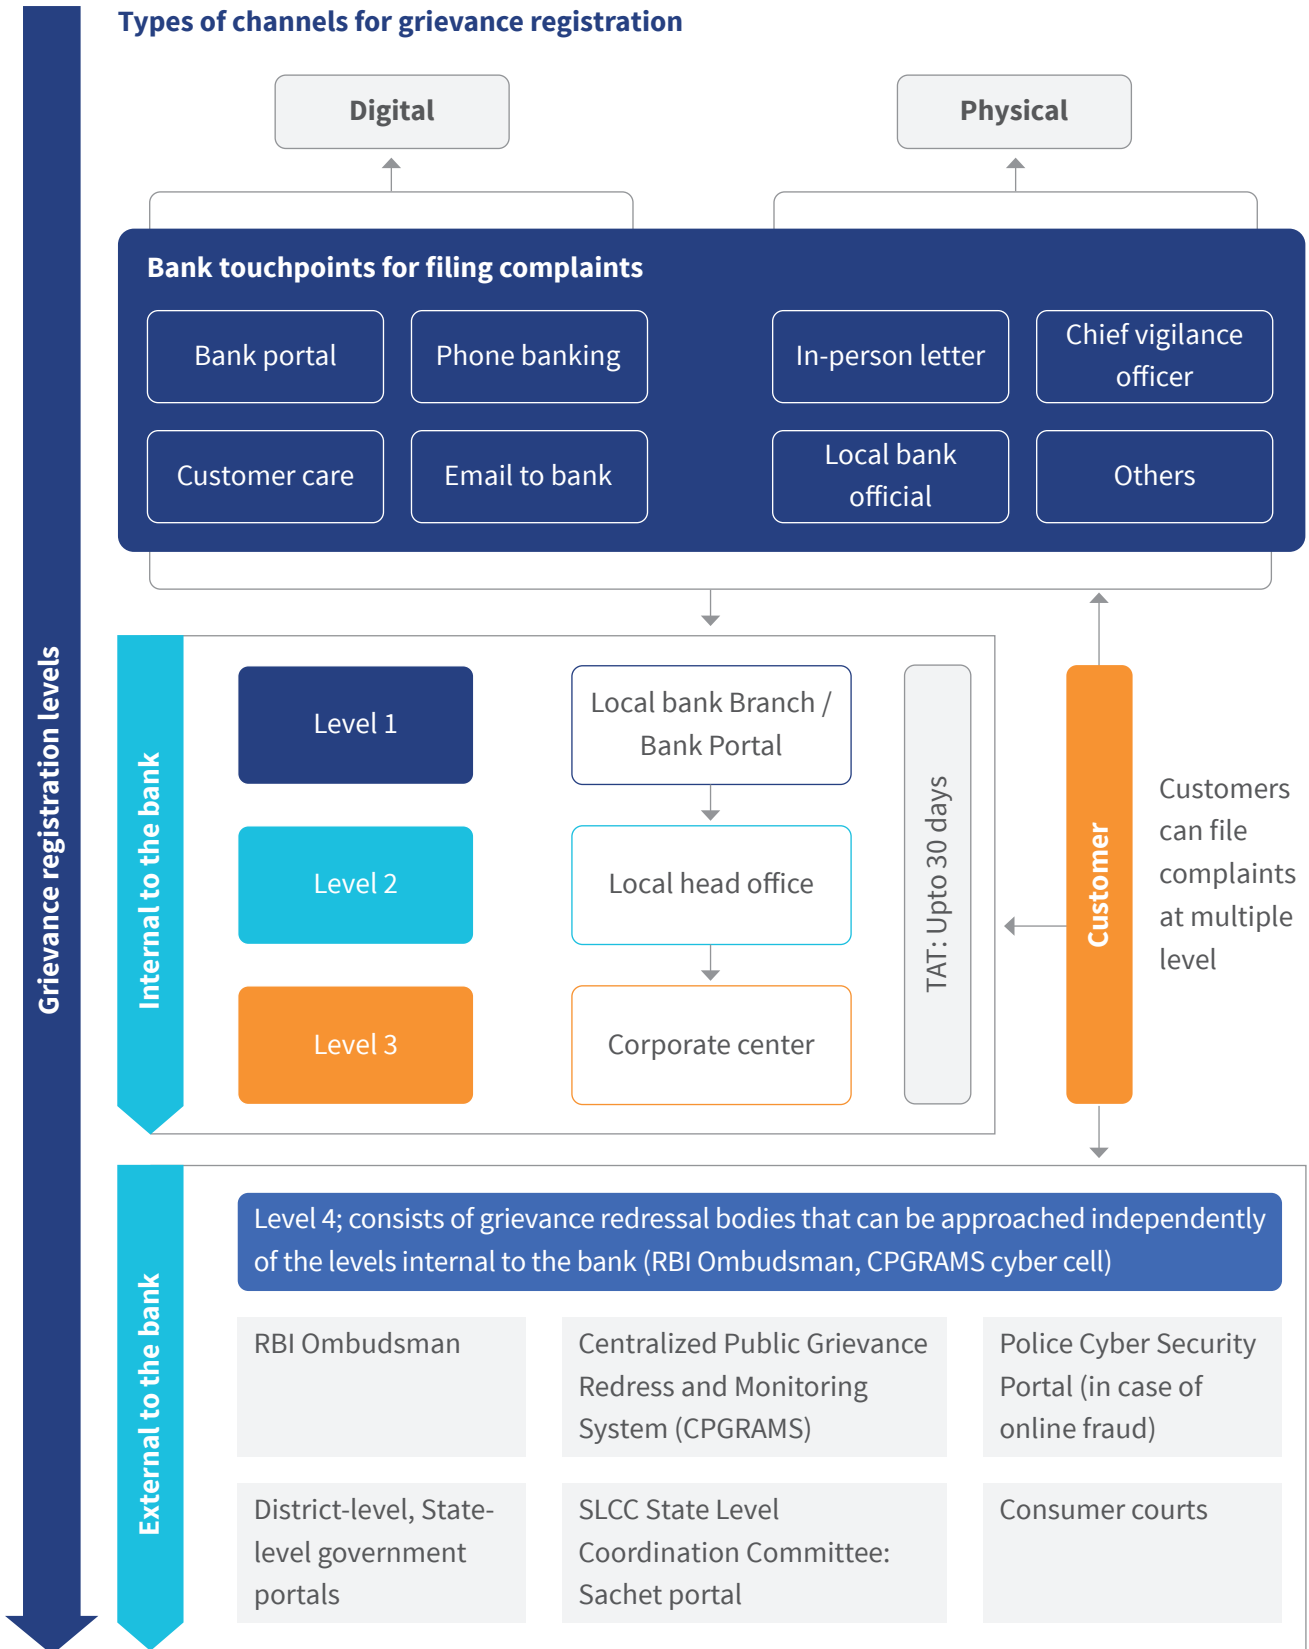 Types of channels for grievance registration
Digital
Physical
Bank touchpoints for filing complaints
Bank portal
Phone banking
In-person letter
Chief vigilance
officer
Customer care
Email to bank
Local bank
official
Others
Grievance registration levels
Internal to the bank
Level 1
Local bank Branch /
Bank Portal
Level 2
Local head office
Level 3
Corporate center
TAT: Upto 30 days
Customer
Customers
can file
complaints
at multiple
level
External to the bank
Level 4; consists of grievance redressal bodies that can be approached independently
of the levels internal to the bank (RBI Ombudsman, CPGRAMS cyber cell)
RBI Ombudsman
Centralized Public Grievance
Redress and Monitoring
System (CPGRAMS)
Police Cyber Security
Portal (in case of
online fraud)
District-level, State-
level government
portals
SLCC State Level
Coordination Committee:
Sachet portal
Consumer courts